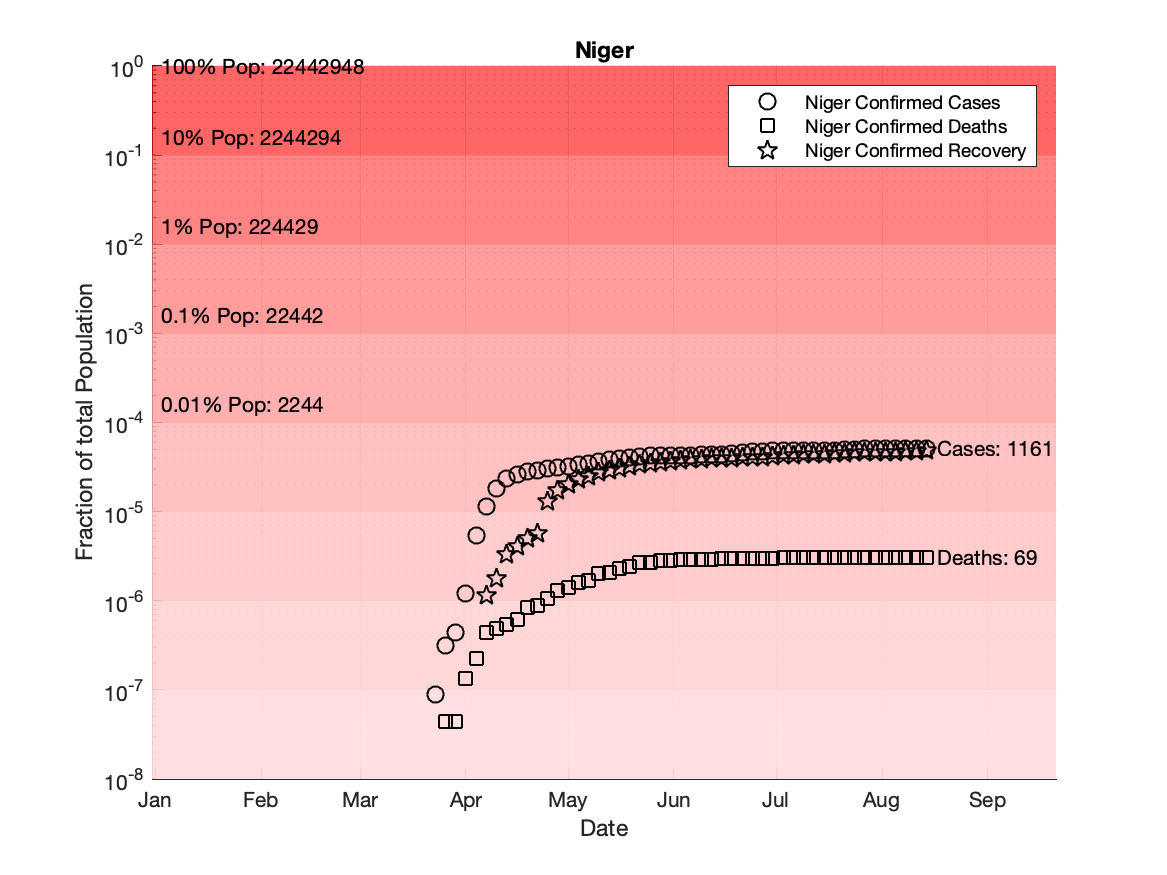 Niger
10^0
100% Pop: 22442948
Niger Confirmed Cases
Niger Confirmed Deaths
Niger Confirmed Recovery
10% Pop: 2244294
10^-1
1% Pop: 224429
10^-2
0.1% Pop: 22442
10^-3
0.01% Pop: 2244
10^-4
Cases: 1161
10^-5
Deaths: 69
10^-6
10^-7
10^-8
Fraction of total Population
Jan Feb Mar Apr May Jun Jul Aug Sep
Date